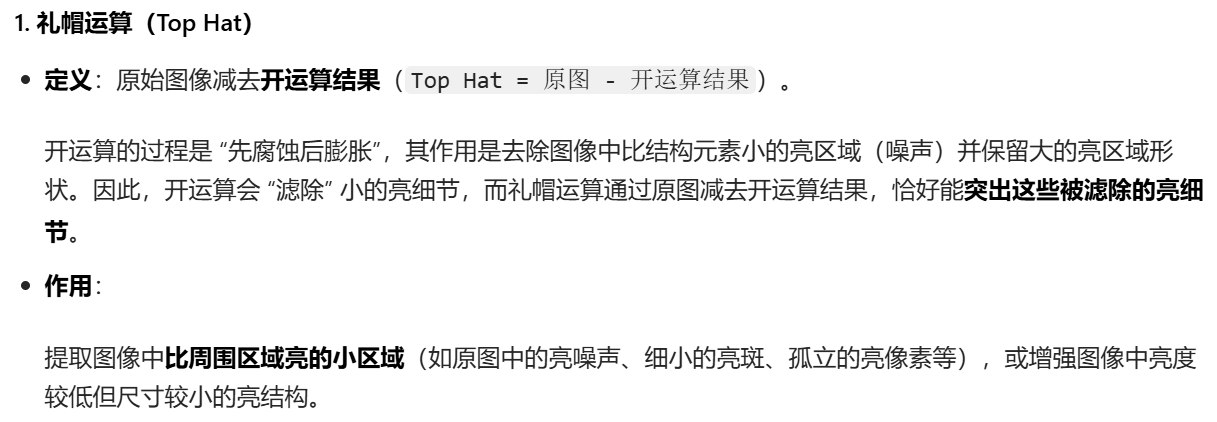 1. 礼帽运算（Top Hat）
• 定义：原始图像减去开运算结果（Top Hat = 原图 - 开运算结果）。
开运算的过程是 “先腐蚀后膨胀”，其作用是去除图像中比结构元素小的亮区域（噪声）并保留大的亮区域形
状。因此，开运算会 “滤除” 小的亮细节，而礼帽运算通过原图减去开运算结果，恰好能突出这些被滤除的亮细
节。
• 作用：
提取图像中比周围区域亮的小区域（如原图中的亮噪声、细小的亮斑、孤立的亮像素等），或增强图像中亮度
较低但尺寸较小的亮结构。